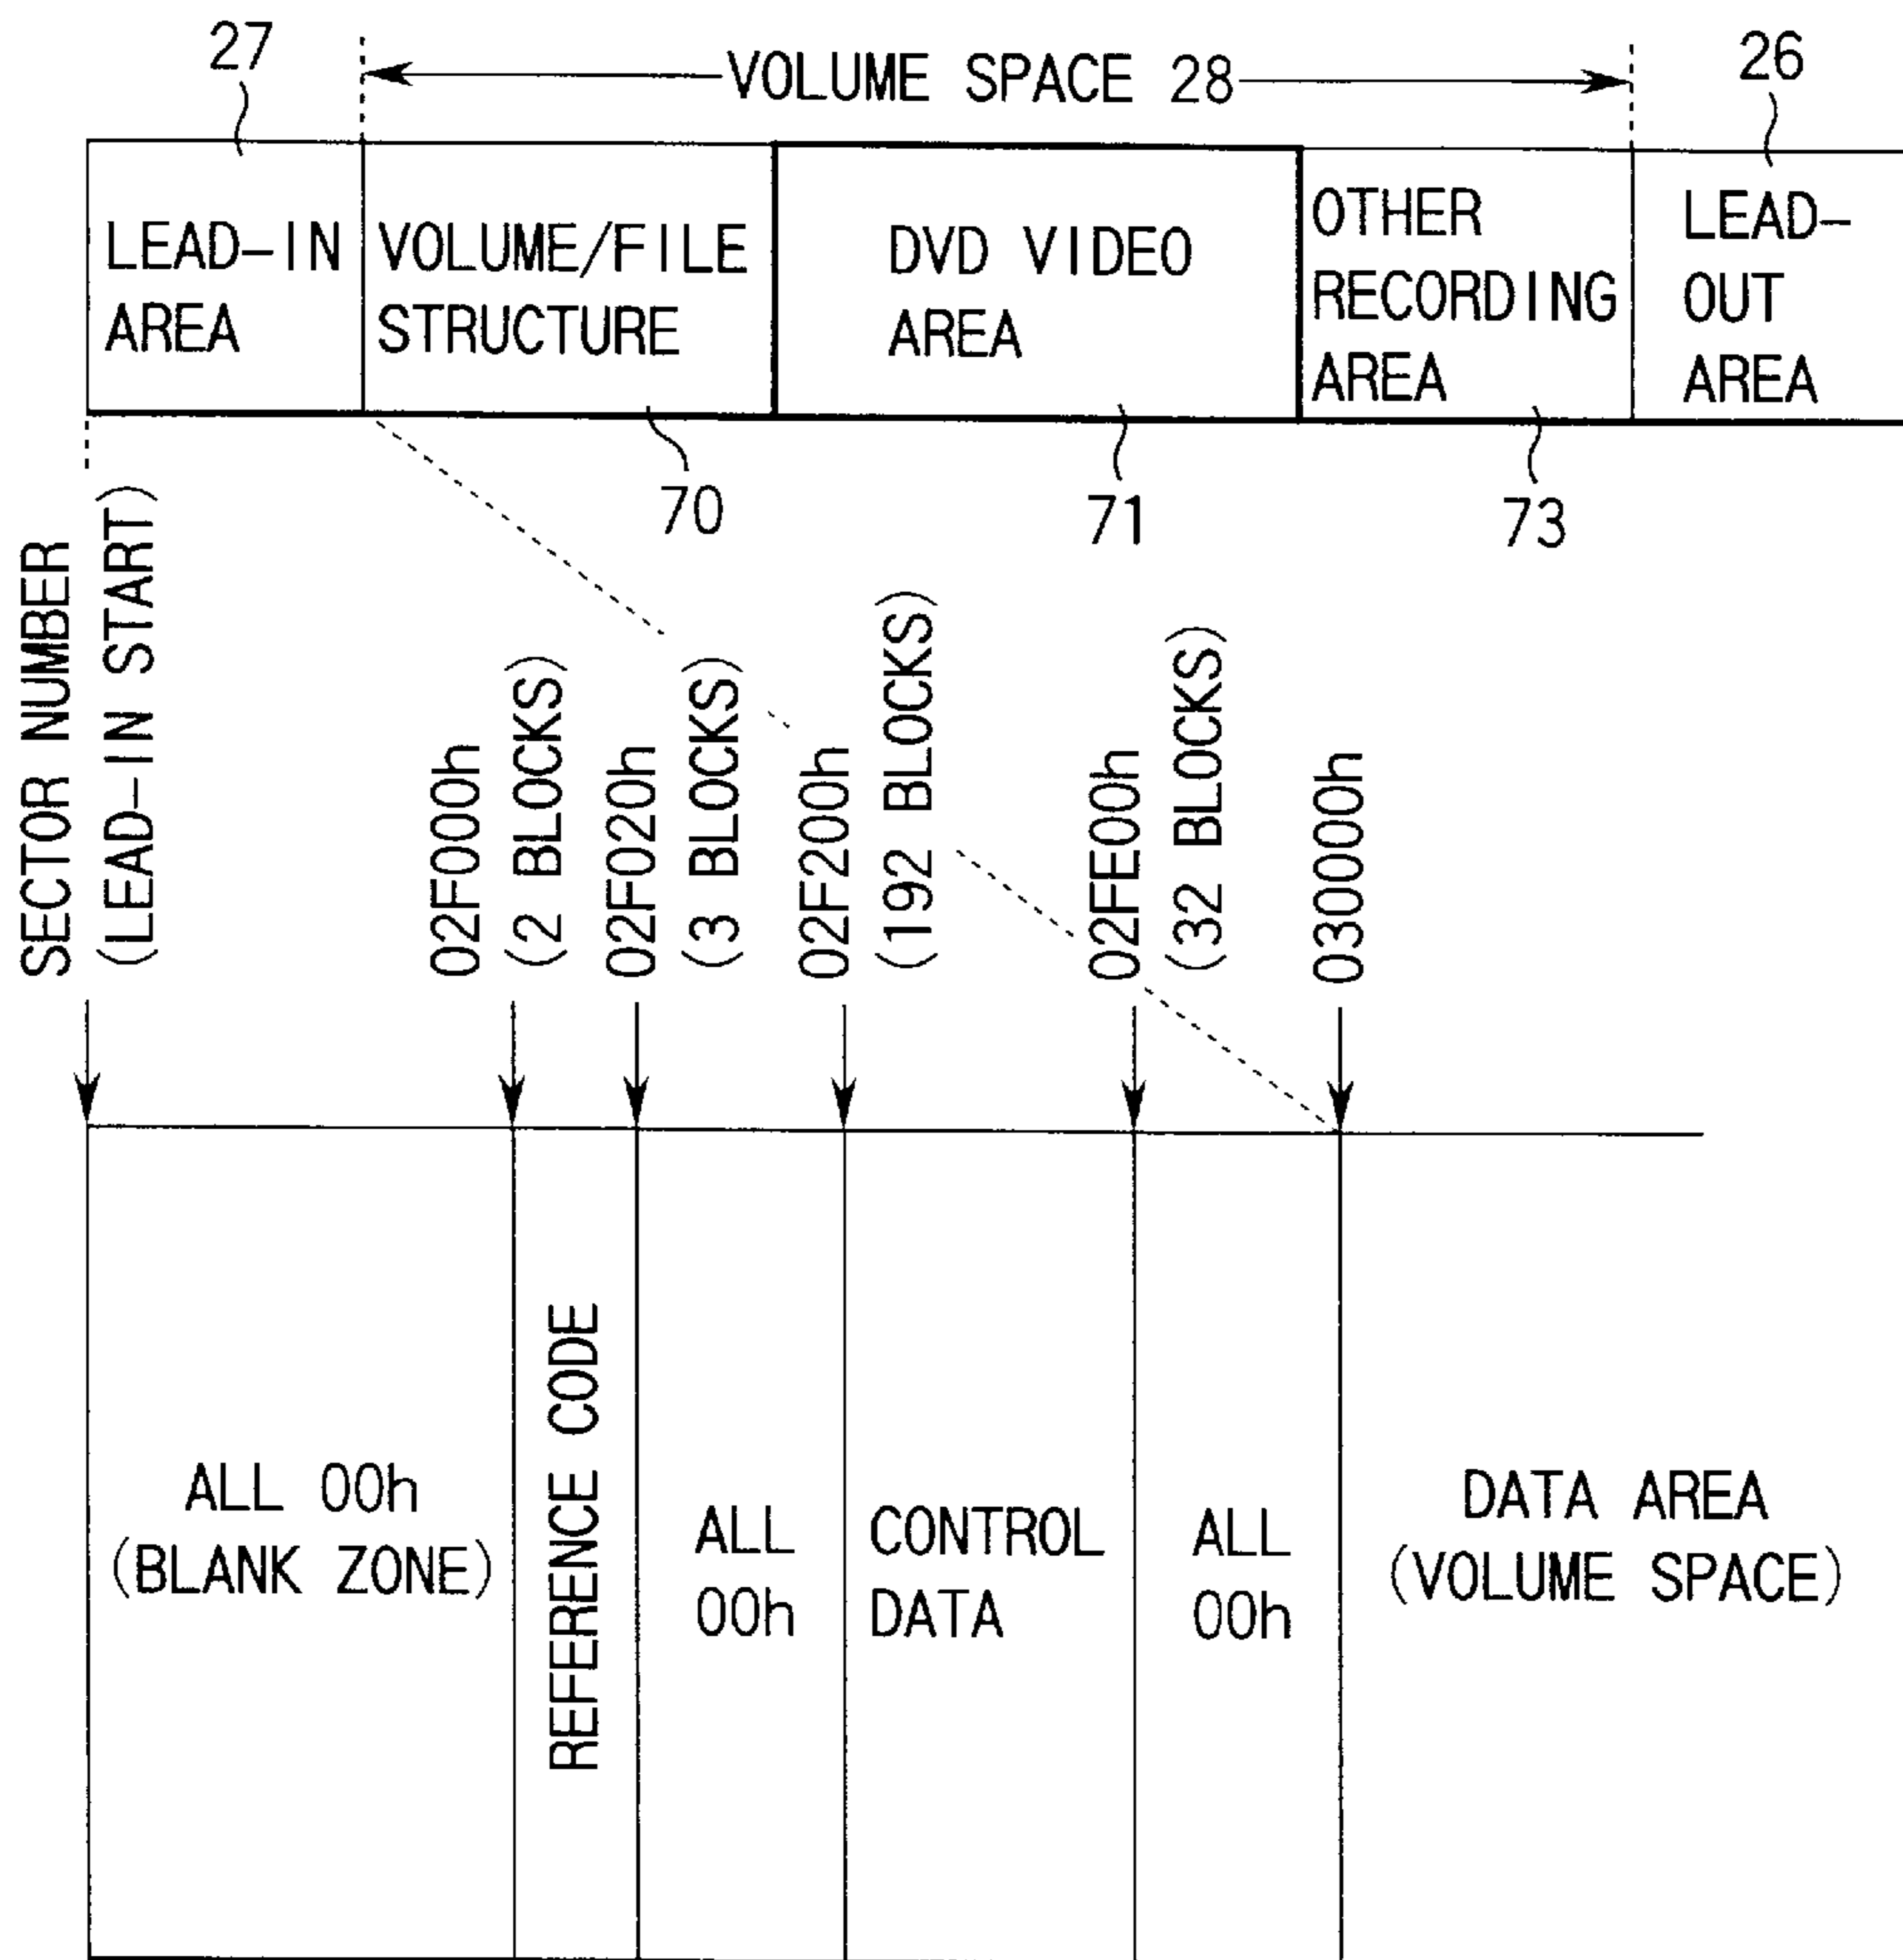 27
VOLUME SPACE 28
26
LEAD-IN
AREA
VOLUME/FILE
STRUCTURE
DVD VIDEO
AREA
OTHER
RECORDING
AREA
LEAD-
OUT
AREA
70
71
73
SECTOR NUMBER
(LEAD-IN START)
02F000h
(2 BLOCKS)
02F020h
(3 BLOCKS)
02F200h
(192 BLOCKS)
02FE00h
(32 BLOCKS)
030000h
ALL 00h
(BLANK ZONE)
REFERENCE CODE
ALL
00h
CONTROL
DATA
ALL
00h
DATA AREA
(VOLUME SPACE)